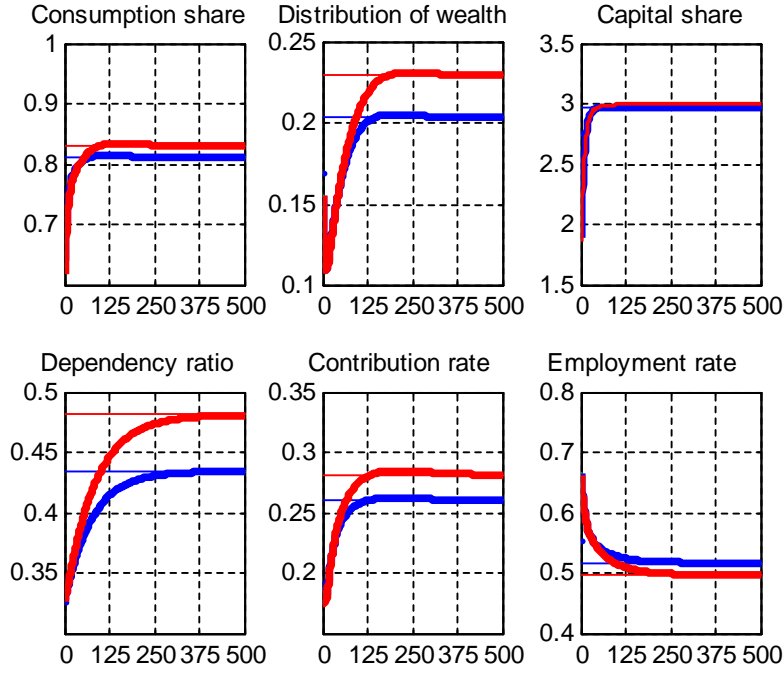 Consumption share
Distribution of wealth
Capital share
1
0.9
0.8
0.7
0 125 250 375 500
0.25
0.2
0.15
0.1
0 125 250 375 500
3.5
3
2.5
2
1.5
0 125 250 375 500
Dependency ratio
Contribution rate
Employment rate
0.5
0.45
0.4
0.35
0 125 250 375 500
0.35
0.3
0.25
0.2
0 125 250 375 500
0.8
0.7
0.6
0.5
0.4
0 125 250 375 500